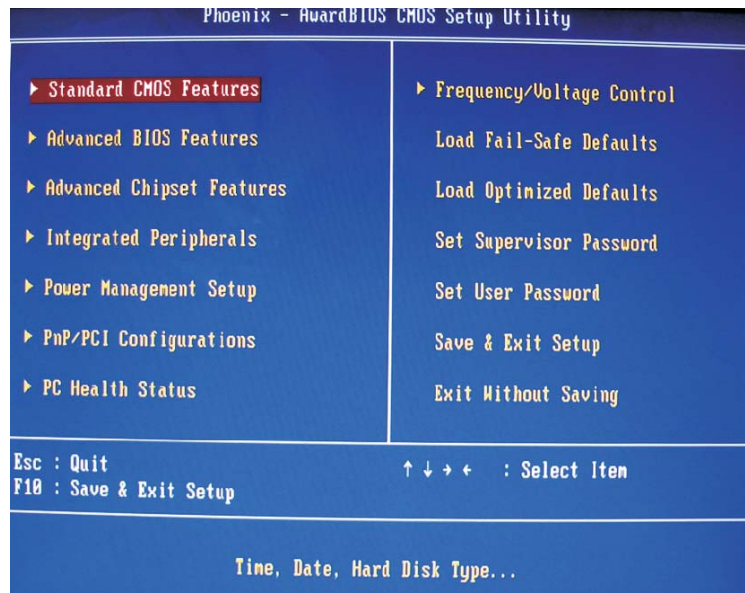 Phoenix - AwardBIOS CMOS Setup Utility
Standard CMOS Features
Advanced BIOS Features
Advanced Chipset Features
Integrated Peripherals
Power Management Setup
PnP/PCI Configurations
PC Health Status
Frequency/Voltage Control
Load Fail-Safe Defaults
Load Optimized Defaults
Set Supervisor Password
Set User Password
Save & Exit Setup
Exit Without Saving
Esc : Quit
F10 : Save & Exit Setup
↑ ↓ → ← : Select Item
Time, Date, Hard Disk Type...